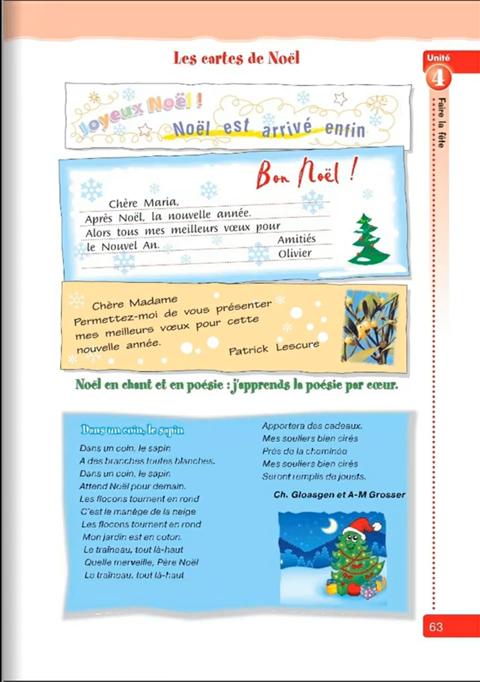 Les cartes de Noël
Unité
4
Faire la fête
Joyeux Noël !
Noël est arrivé enfin
Bon Noël !
Chère Maria,
Après Noël, la nouvelle année.
Alors tous mes meilleurs vœux pour
le Nouvel An.
Amitiés
Olivier
Chère Madame
Permettez-moi de vous présenter
mes meilleurs vœux pour cette
nouvelle année.
Patrick Lescure
Noël en chant et en poésie : j'apprends la poésie par cœur.
Dans un coin, le sapin
Dans un coin, le sapin
A des branches toutes blanches.
Dans un coin, le sapin
Attend Noël pour demain.
Les flocons tournent en rond
C'est le manège de la neige
Les flocons tournent en rond
Mon jardin est en coton.
Le traîneau, tout là-haut
Quelle merveille, Père Noël
Le traîneau, tout là-haut
Apportera des cadeaux.
Mes souliers bien cirés
Près de la cheminée
Mes souliers bien cirés
Seront remplis de jouets.
Ch. Gloasgen et A-M Grosser
63